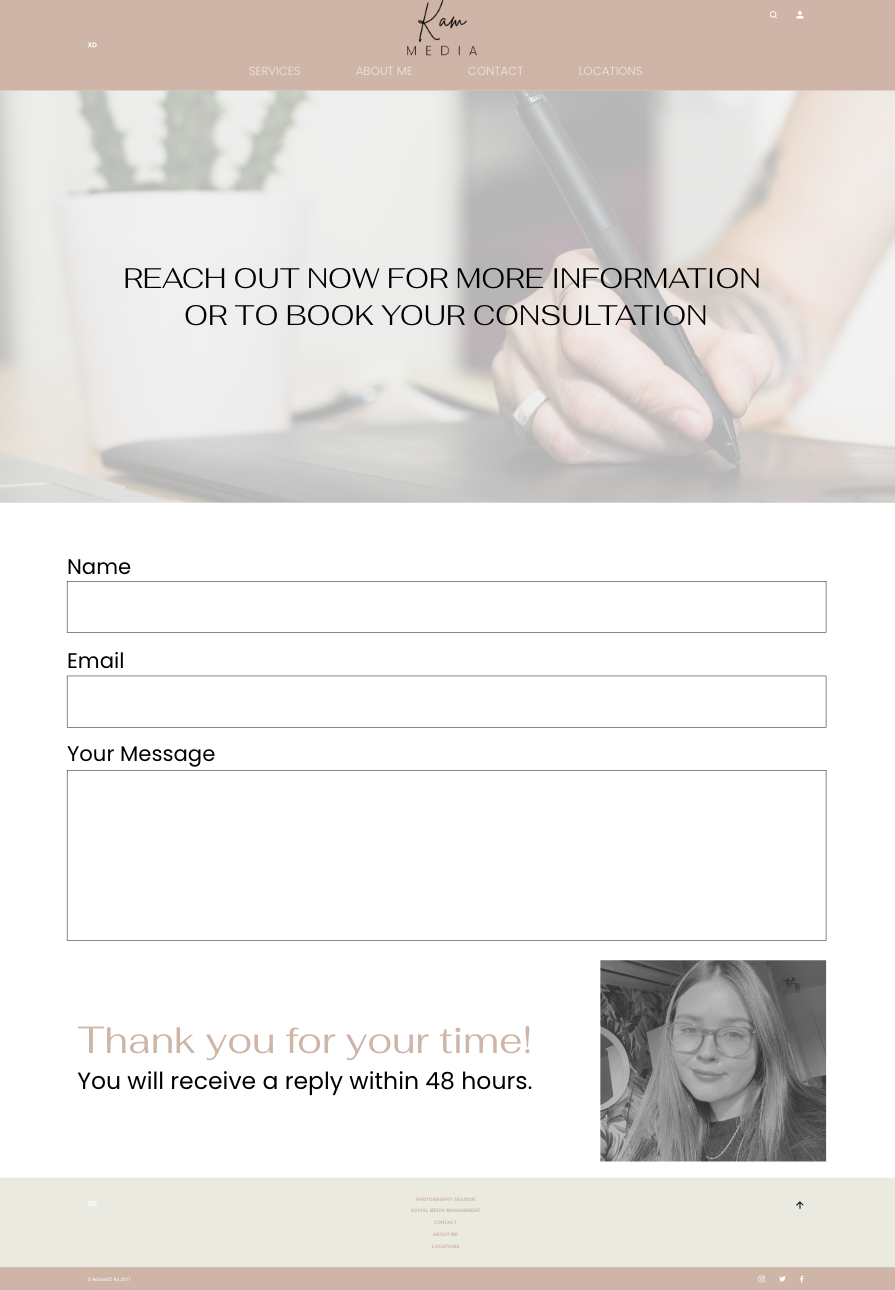 Kam
MEDIA
XD
SERVICES ABOUT ME CONTACT LOCATIONS
REACH OUT NOW FOR MORE INFORMATION
OR TO BOOK YOUR CONSULTATION
Name
Email
Your Message
Thank you for your time!
You will receive a reply within 48 hours.
XD
PHOTOGRAPHY SESSION
SOCIAL MEDIA MANAGEMENT
CONTACT
ABOUT ME
LOCATIONS